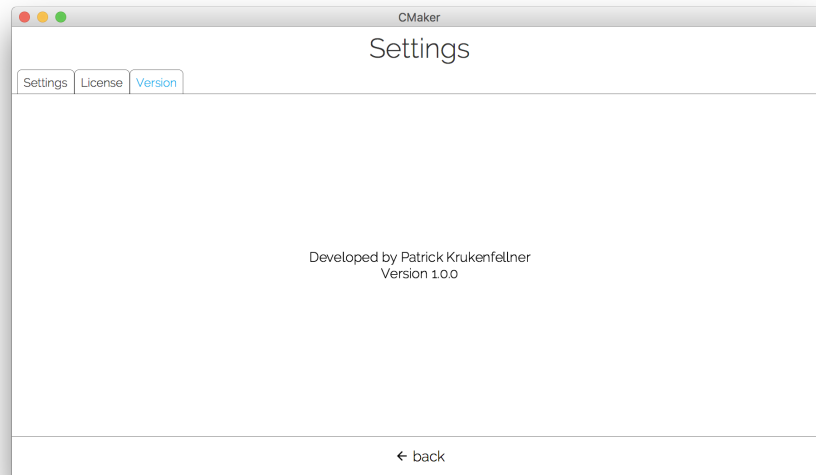 CMaker
Settings
Settings License Version
Developed by Patrick Krukenfellner
Version 1.0.0
← back